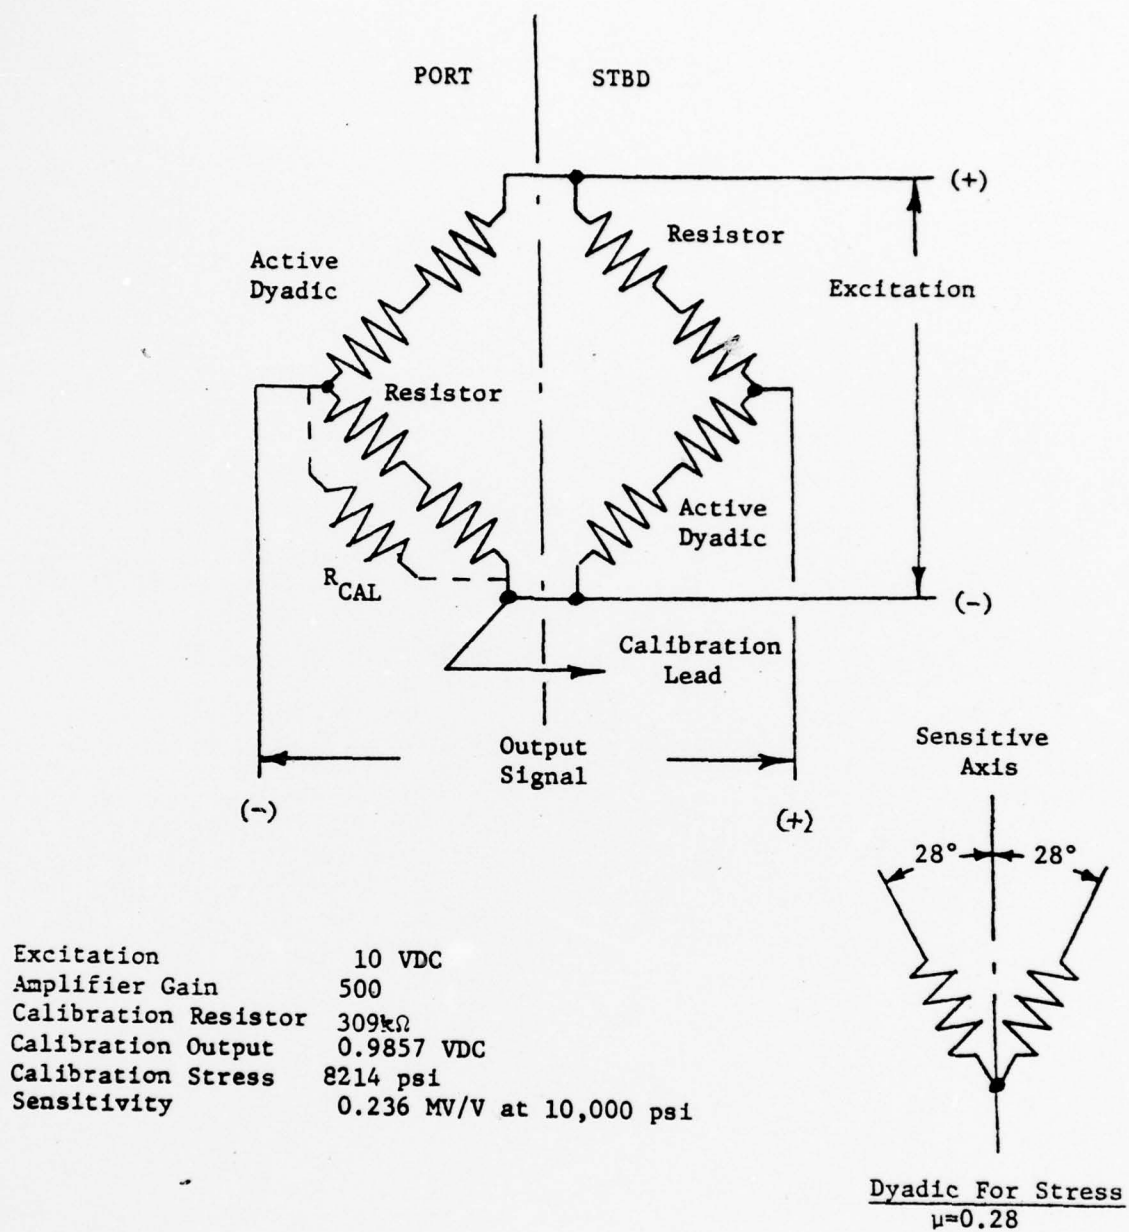 PORT STBD
(+)
Resistor
Active
Dyadic
Excitation
Resistor
Active
Dyadic
R_CAL
(-)
Calibration
Lead
Output
Signal
(-)
(+)
Sensitive
Axis
28° 28°
Excitation 10 VDC
Amplifier Gain 500
Calibration Resistor 309kΩ
Calibration Output 0.9857 VDC
Calibration Stress 8214 psi
Sensitivity 0.236 MV/V at 10,000 psi
Dyadic For Stress
μ=0.28